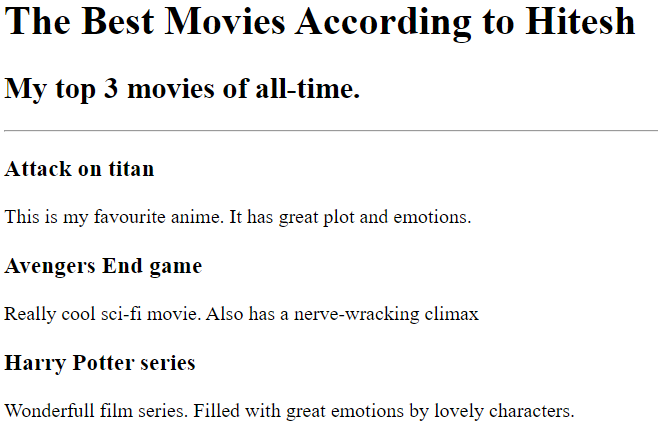 The Best Movies According to Hitesh
My top 3 movies of all-time.
Attack on titan
This is my favourite anime. It has great plot and emotions.
Avengers End game
Really cool sci-fi movie. Also has a nerve-wracking climax
Harry Potter series
Wonderfull film series. Filled with great emotions by lovely characters.